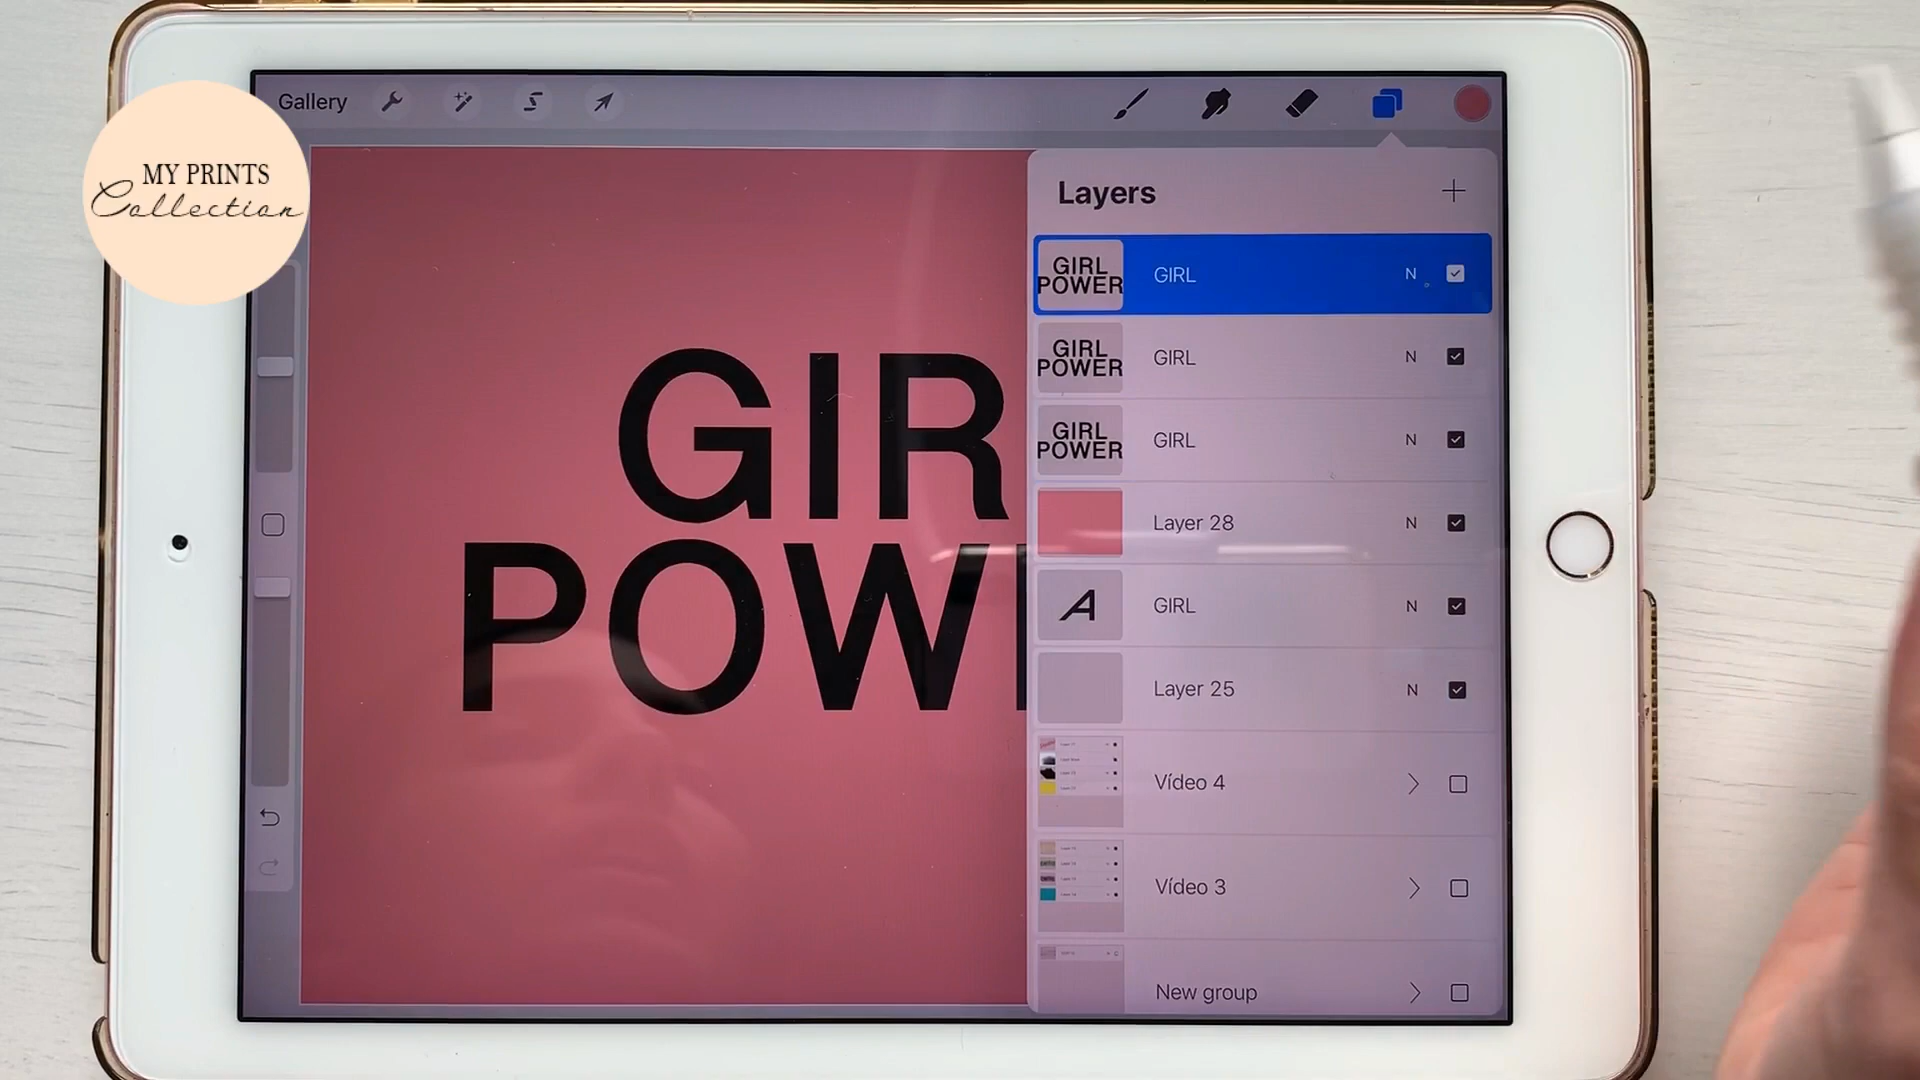 MY PRINTS
Collection
Gallery
Layers
GIRL
POWER
GIRL
N
GIRL
POWER
GIRL
N
GIRL
POWER
GIRL
N
Layer 28
N
A
GIRL
N
Layer 25
N
Vídeo 4
Vídeo 3
New group
GIR
POW